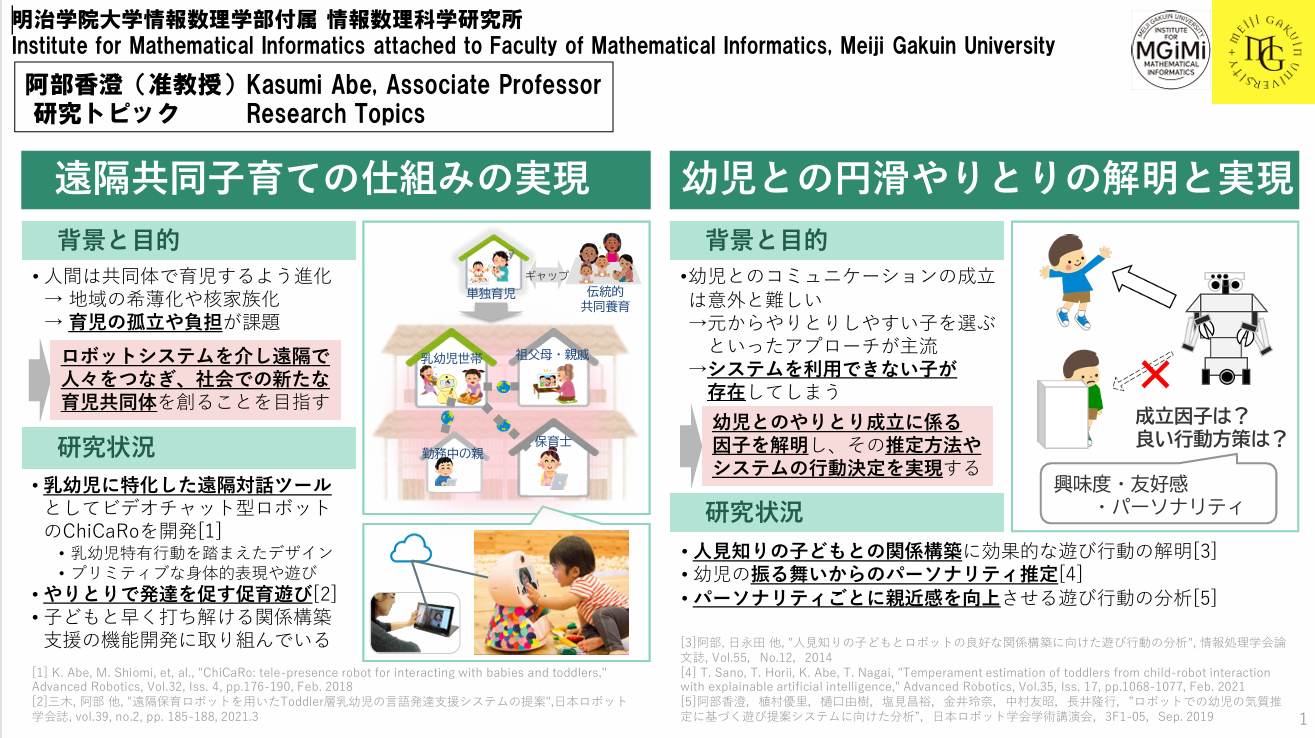 明治学院大学情報数理学部付属 情報数理科学研究所
Institute for Mathematical Informatics attached to Faculty of Mathematical Informatics, Meiji Gakuin University
阿部香澄（准教授）Kasumi Abe, Associate Professor
研究トピック Research Topics
MEIJI GAKUIN UNIVERSITY
INSTITUTE
FOR
MGiMi
MATHEMATICAL
INFORMATICS
MEIJI GAKUIN UNIVERSITY
MG
遠隔共同子育ての仕組みの実現
背景と目的
•人間は共同体で育児するよう進化
→ 地域の希薄化や核家族化
→ 育児の孤立や負担が課題
ロボットシステムを介し遠隔で
人々をつなぎ、社会での新たな
育児共同体を創ることを目指す
研究状況
•乳幼児に特化した遠隔対話ツール
としてビデオチャット型ロボット
のChiCaRoを開発[1]
•乳幼児特有行動を踏まえたデザイン
•プリミティブな身体的表現や遊び
•やりとりで発達を促す促育遊び[2]
•子どもと早く打ち解ける関係構築
支援の機能開発に取り組んでいる
単独育児
ギャップ
伝統的
共同養育
乳幼児世帯
祖父母・親戚
勤務中の親
保育士
[1] K. Abe, M. Shiomi, et, al., "ChiCaRo: tele-presence robot for interacting with babies and toddlers,"
Advanced Robotics, Vol.32, Iss. 4, pp.176-190, Feb. 2018
[2]三木, 阿部 他, "遠隔保育ロボットを用いたToddler層乳幼児の言語発達支援システムの提案",日本ロボット
学会誌, vol.39, no.2, pp. 185-188, 2021.3
幼児との円滑やりとりの解明と実現
背景と目的
•幼児とのコミュニケーションの成立
は意外と難しい
→元からやりとりしやすい子を選ぶ
といったアプローチが主流
→システムを利用できない子が
存在してしまう
幼児とのやりとり成立に係る
因子を解明し、その推定方法や
システムの行動決定を実現する
成立因子は？
良い行動方策は？
興味度・友好感
・パーソナリティ
研究状況
•人見知りの子どもとの関係構築に効果的な遊び行動の解明[3]
•幼児の振る舞いからのパーソナリティ推定[4]
•パーソナリティごとに親近感を向上させる遊び行動の分析[5]
[3]阿部, 日永田 他, "人見知りの子どもとロボットの良好な関係構築に向けた遊び行動の分析", 情報処理学会論
文誌, Vol.55, No.12, 2014
[4] T. Sano, T. Horii, K. Abe, T. Nagai, "Temperament estimation of toddlers from child-robot interaction
with explainable artificial intelligence," Advanced Robotics, Vol.35, Iss. 17, pp.1068-1077, Feb. 2021
[5]阿部香澄, 植村優里, 樋口由樹, 塩見昌裕, 金井玲奈, 中村友昭, 長井隆行, "ロボットでの幼児の気質推
定に基づく遊び提案システムに向けた分析", 日本ロボット学会学術講演会, 3F1-05, Sep. 2019
1